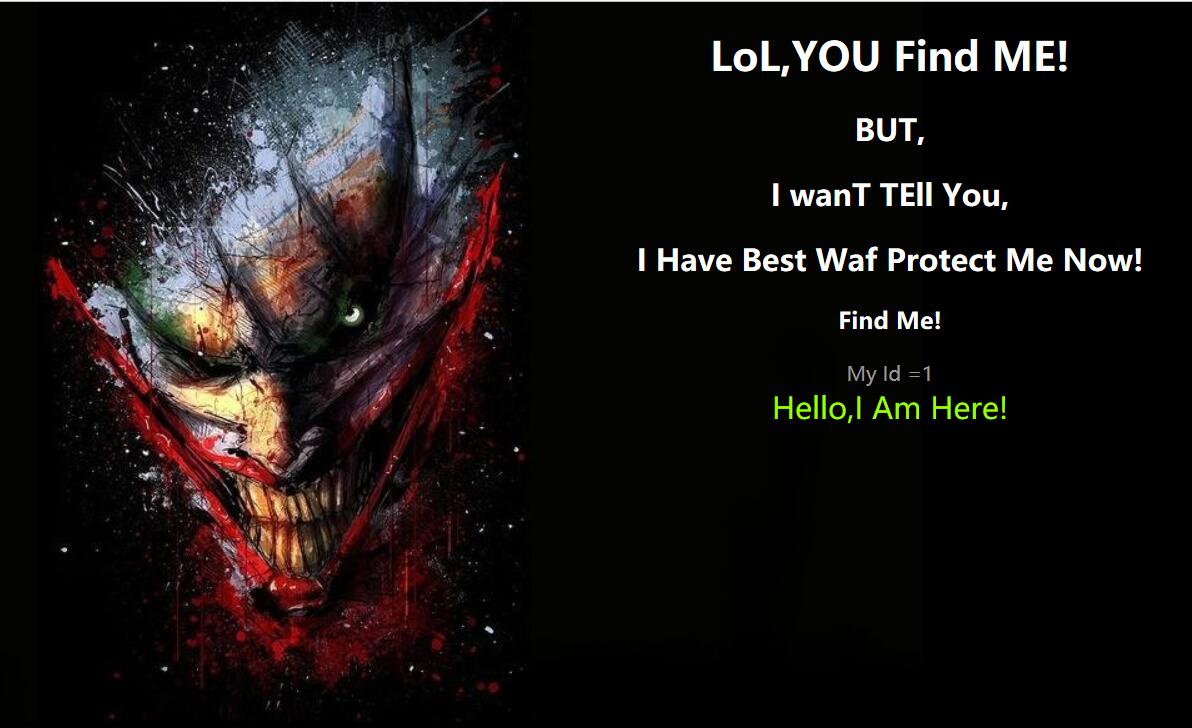 LoL,YOU Find ME!
BUT,
I wanT TEll You,
I Have Best Waf Protect Me Now!
Find Me!
My Id =1
Hello,I Am Here!